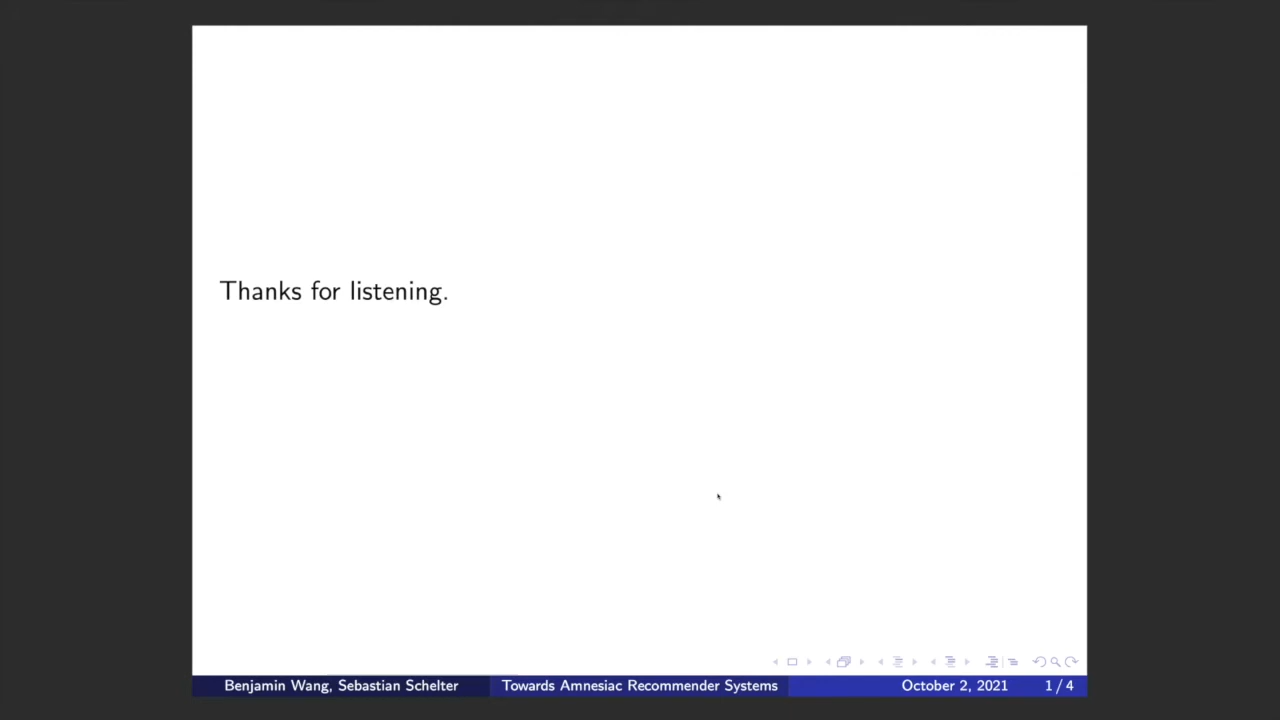 Thanks for listening.
Benjamin Wang, Sebastian Schelter Towards Amnesiac Recommender Systems October 2, 2021 1 / 4